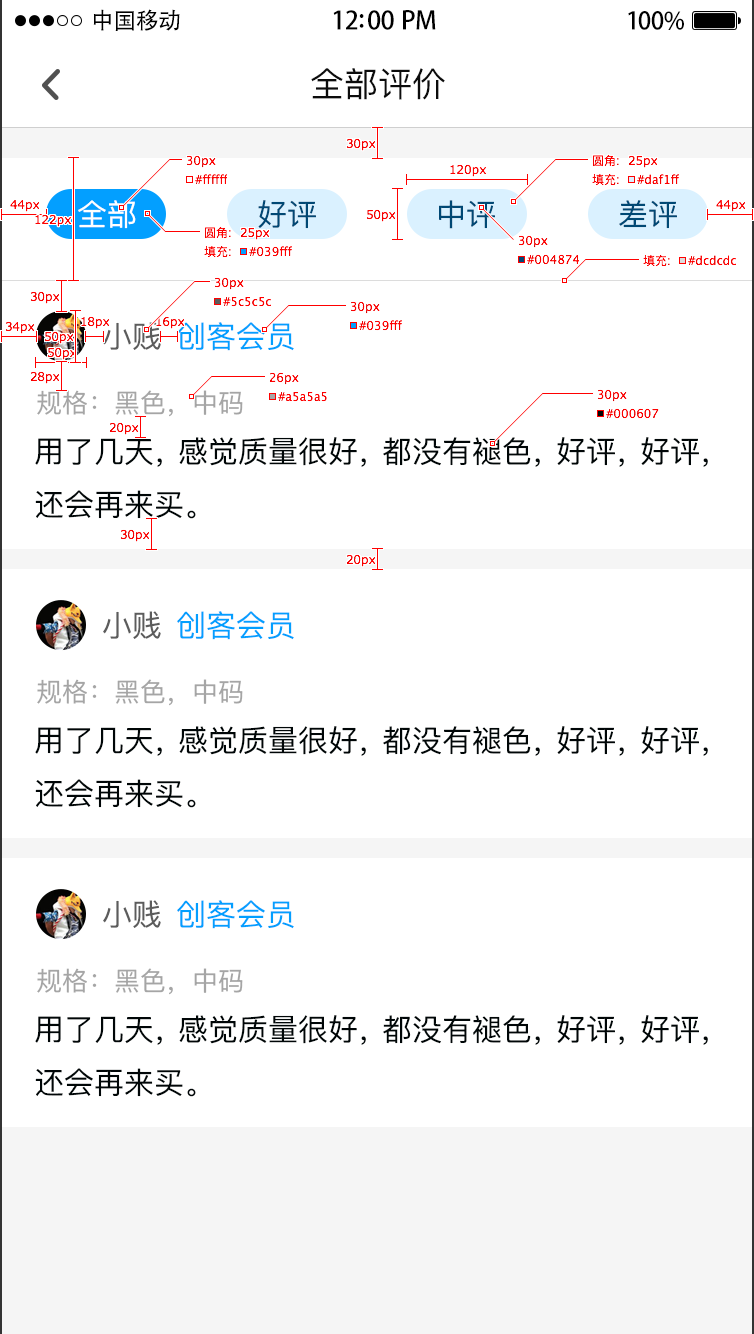 中国移动 12:00 PM 100%
全部评价
30px
30px
#ffffff
圆角：25px
填充：#daf1ff
120px
44px
122px
全部 好评 中评 差评
50px
44px
圆角：25px
填充：#039fff
30px
#004874
填充：#dcdcdc
30px
30px
#5c5c5c
30px
#039fff
34px
50px
50px
18px
16px
小贱 创客会员
28px
26px
#a5a5a5
规格：黑色，中码
30px
#000607
20px
用了几天，感觉质量很好，都没有褪色，好评，好评，
还会再来买。
30px
20px
小贱 创客会员
规格：黑色，中码
用了几天，感觉质量很好，都没有褪色，好评，好评，
还会再来买。
小贱 创客会员
规格：黑色，中码
用了几天，感觉质量很好，都没有褪色，好评，好评，
还会再来买。